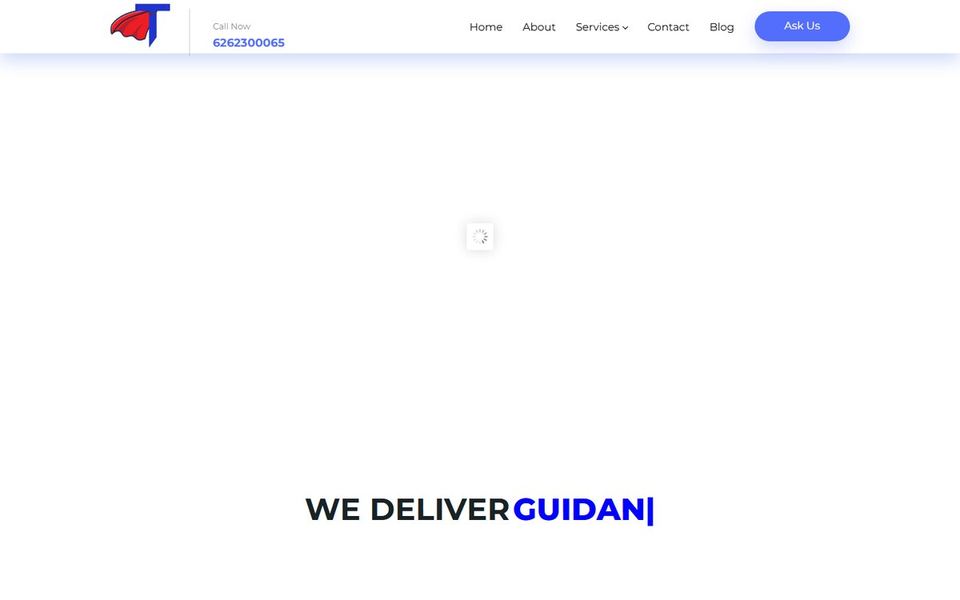 T
Call Now
6262300065
Home About Services Contact Blog Ask Us
WE DELIVER GUIDAN|